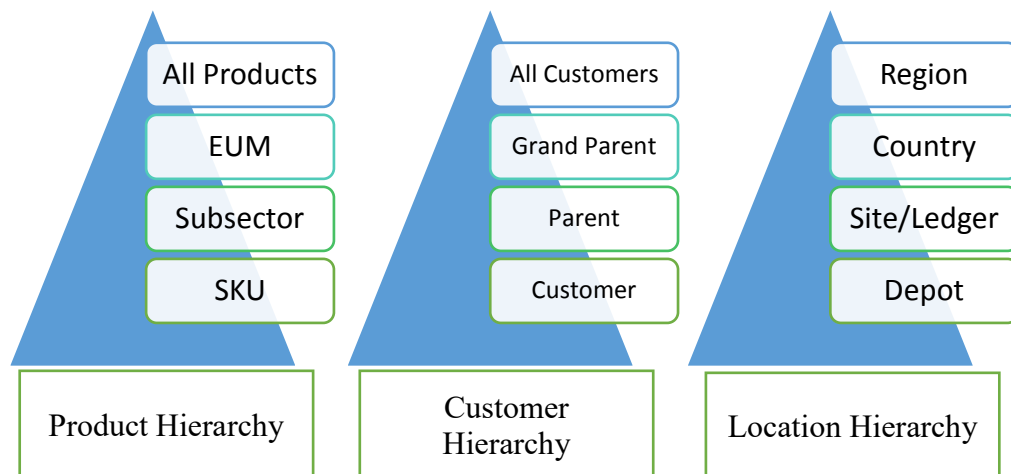 All Products
EUM
Subsector
SKU
Product Hierarchy
All Customers
Grand Parent
Parent
Customer
Customer
Hierarchy
Region
Country
Site/Ledger
Depot
Location Hierarchy